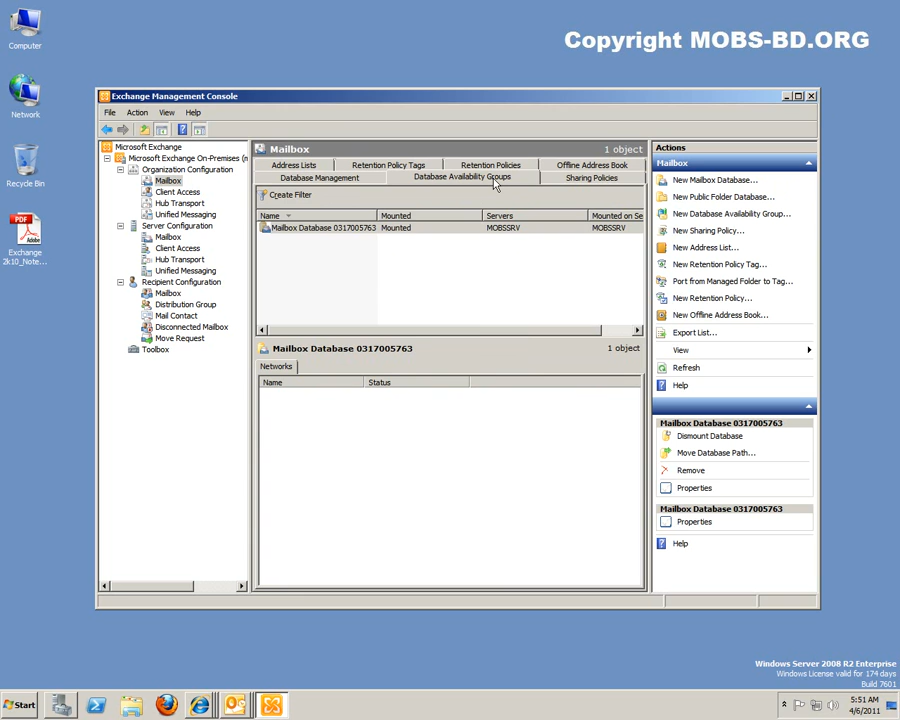 Copyright MOBS-BD.ORG
Computer
Network
Recycle Bin
PDF
Adobe
Exchange
2k10_Note...
Exchange Management Console
File Action View Help
Microsoft Exchange
Microsoft Exchange On-Premises (n
Organization Configuration
Mailbox
Client Access
Hub Transport
Unified Messaging
Server Configuration
Mailbox
Client Access
Hub Transport
Unified Messaging
Recipient Configuration
Mailbox
Distribution Group
Mail Contact
Disconnected Mailbox
Move Request
Toolbox
Mailbox 1 object
Address Lists Retention Policy Tags Retention Policies Offline Address Book
Database Management Database Availability Groups Sharing Policies
Create Filter
Name Mounted Servers Mounted on Se
Mailbox Database 0317005763 Mounted MOBSSRV MOBSSRV
Mailbox Database 0317005763 1 object
Networks
Name Status
Actions
Mailbox
New Mailbox Database...
New Public Folder Database...
New Database Availability Group...
New Sharing Policy...
New Address List...
New Retention Policy Tag...
Port from Managed Folder to Tag...
New Retention Policy...
New Offline Address Book...
Export List...
View
Refresh
Help
Mailbox Database 0317005763
Dismount Database
Move Database Path...
Remove
Properties
Mailbox Database 0317005763
Properties
Help
Windows Server 2008 R2 Enterprise
Windows License valid for 174 days
Build 7601
Start
5:51 AM
4/6/2011